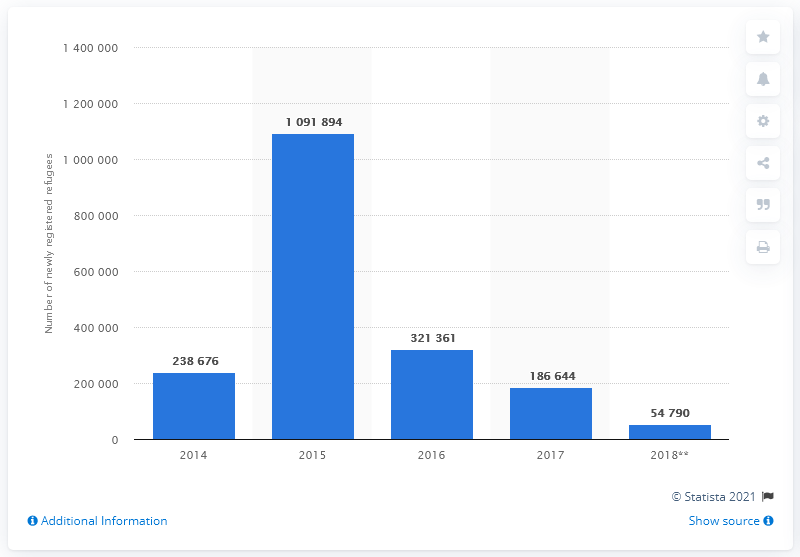 1 400 000
1 200 000
1 000 000
800 000
600 000
400 000
200 000
0
Number of newly registered refugees
238 676
1 091 894
321 361
186 644
54 790
2014
2015
2016
2017
2018**
© Statista 2021
Additional Information
Show source